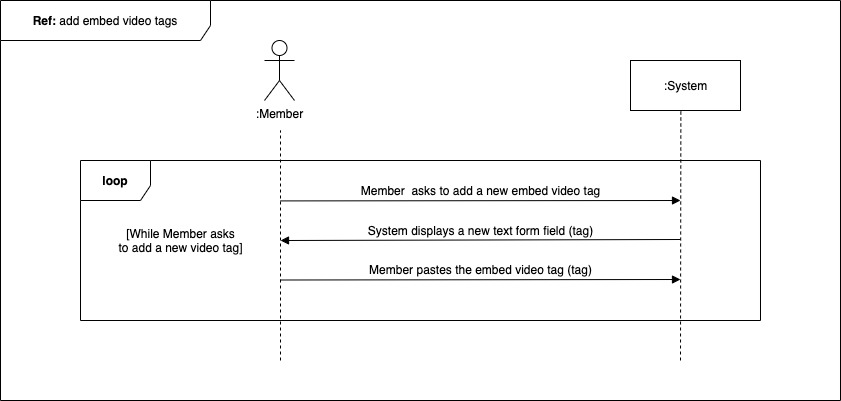 Ref: add embed video tags
:Member
:System
loop
Member asks to add a new embed video tag
[While Member asks
to add a new video tag]
System displays a new text form field (tag)
Member pastes the embed video tag (tag)